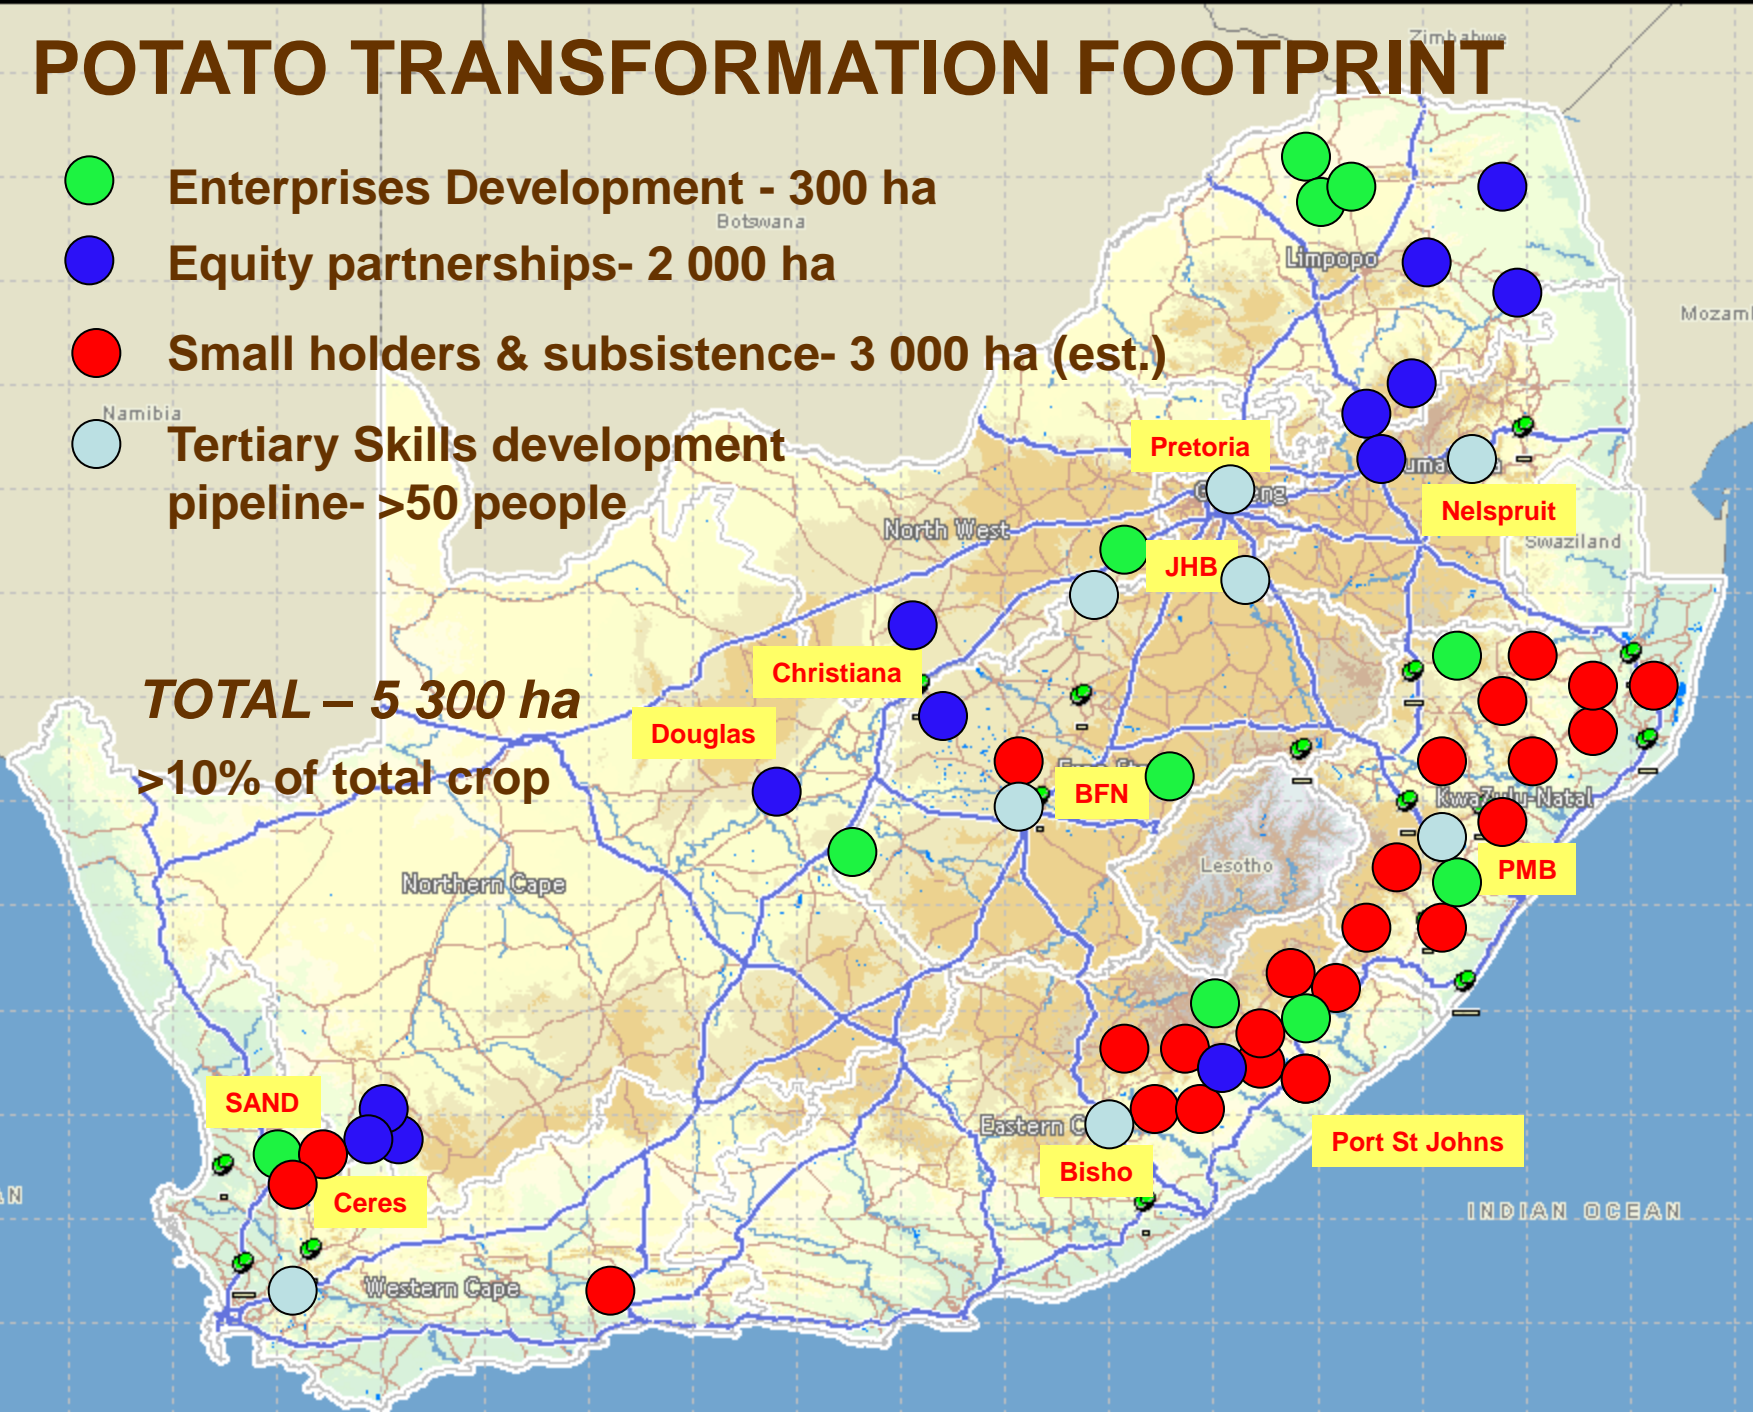 Zimbabwe
POTATO TRANSFORMATION FOOTPRINT
Enterprises Development - 300 ha
Botswana
Equity partnerships- 2 000 ha
Limpopo
Small holders & subsistence- 3 000 ha (est.)
Namibia
Tertiary Skills development
pipeline- >50 people
Pretoria
Nelspruit
North West
Swaziland
JHB
Christiana
TOTAL – 5 300 ha
Douglas
>10% of total crop
BFN
KwaZulu-Natal
Lesotho
PMB
Northern Cape
SAND
Eastern C
Port St Johns
Bisho
Ceres
INDIAN OCEAN
Western Cape